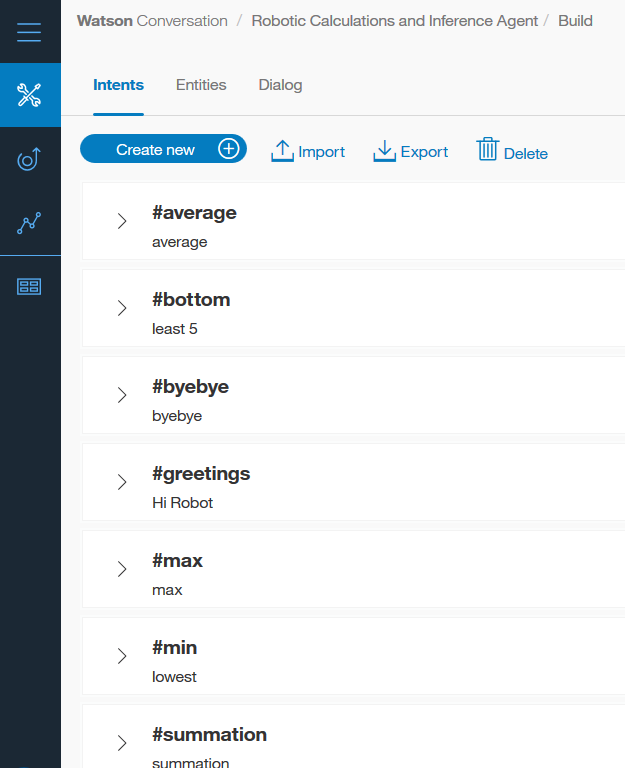 Watson Conversation / Robotic Calculations and Inference Agent / Build
Intents Entities Dialog
Create new Import Export Delete
#average
average
#bottom
least 5
#byebye
byebye
#greetings
Hi Robot
#max
max
#min
lowest
#summation
summation